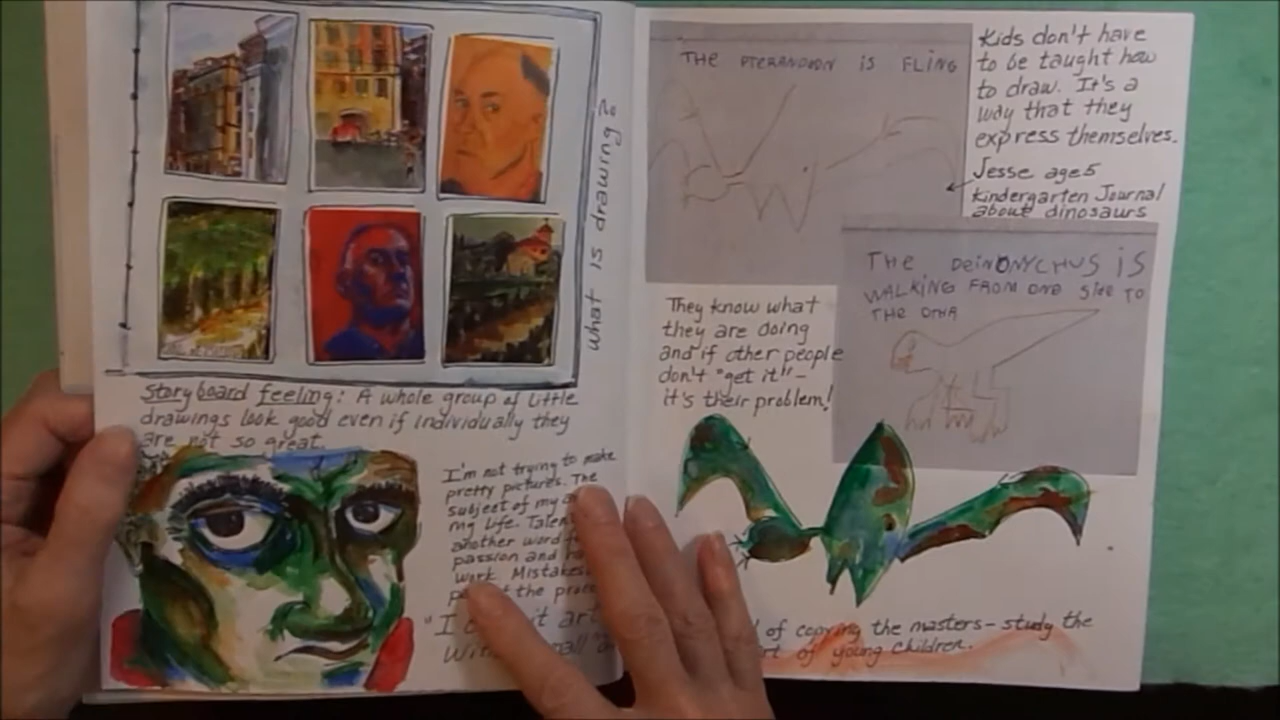 what is drawing?
Storyboard feeling: A whole group of little
drawings look good even if individually they
are not so great.
I'm not trying to make
pretty pictures. The
subject of my
my life.
another word
passion and
work. Mistakes
the
"I it art
With small
THE PTERANDOON IS FLING
Kids don't have
to be taught how
to draw. It's a
way that they
express themselves.
Jesse age 5
Kindergarten Journal
about dinosaurs
THE DEINONYCHUS iS
WALKING FROM ONE SIDE TO
THE
They know what
they are doing
and if other people
don't "get it" -
it's their problem!
of copying the masters - study the
of young children.